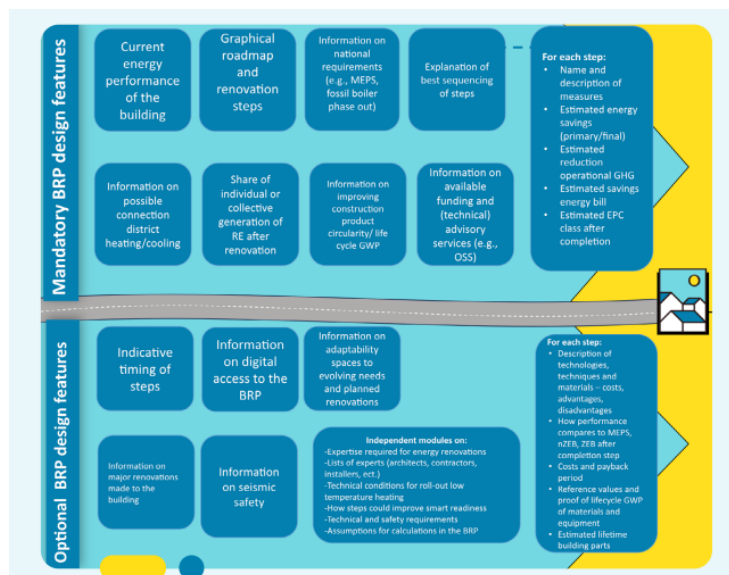 Mandatory BRP design features
Current
energy
performance
of the
building
Graphical
roadmap
and
renovation
steps
Information on
national
requirements
(e.g., MEPS,
fossil boiler
phase out)
Explanation of
best sequencing
of steps
For each step:
• Name and
description of
measures
• Estimated energy
savings
(primary/final)
• Estimated
reduction
operational GHG
• Estimated savings
energy bill
• Estimated EPC
class after
completion
Information on
possible
connection
district
heating/cooling
Share of
individual or
collective
generation of
RE after
renovation
Information on
improving
construction
product
circularity/ life
cycle GWP
Information on
available
funding and
(technical)
advisory
services (e.g.,
OSS)
Optional BRP design features
Indicative
timing of
steps
Information
on digital
access to the
BRP
Information on
adaptability
spaces to
evolving needs
and planned
renovations
For each step:
• Description of
technologies,
techniques and
materials – costs,
advantages,
disadvantages
• How performance
compares to MEPS,
nZEB, ZEB after
completion step
• Costs and payback
period
• Reference values and
proof of lifecycle GWP
of materials and
equipment
• Estimated lifetime
building parts
Information on
major renovations
made to the
building
Information
on seismic
safety
Independent modules on:
-Expertise required for energy renovations
-Lists of experts (architects, contractors,
installers, ect.)
-Technical conditions for roll-out low
temperature heating
-How steps could improve smart readiness
-Technical and safety requirements
-Assumptions for calculations in the BRP